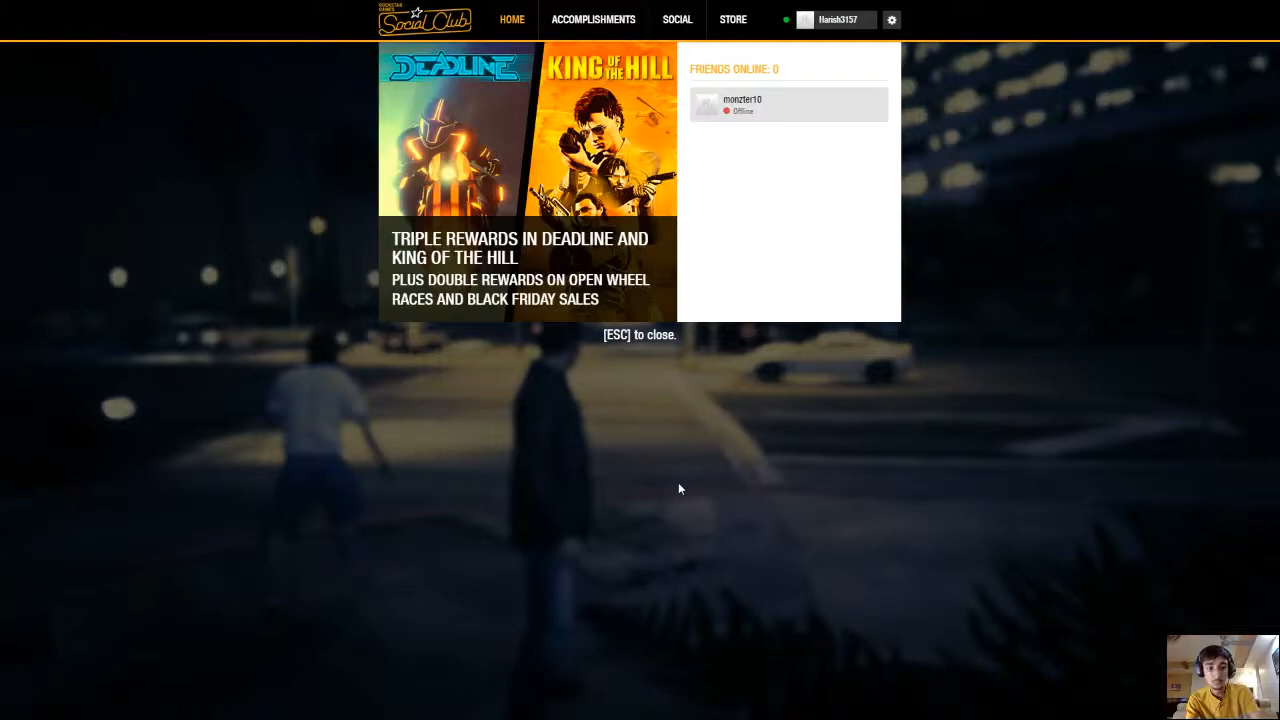 ROCKSTAR
GAMES
Social Club
HOME
ACCOMPLISHMENTS
SOCIAL
STORE
Harish3157
DEADLINE
KING OF THE HILL
TRIPLE REWARDS IN DEADLINE AND
KING OF THE HILL
PLUS DOUBLE REWARDS ON OPEN WHEEL
RACES AND BLACK FRIDAY SALES
FRIENDS ONLINE: 0
monzter10
Offline
[ESC] to close.